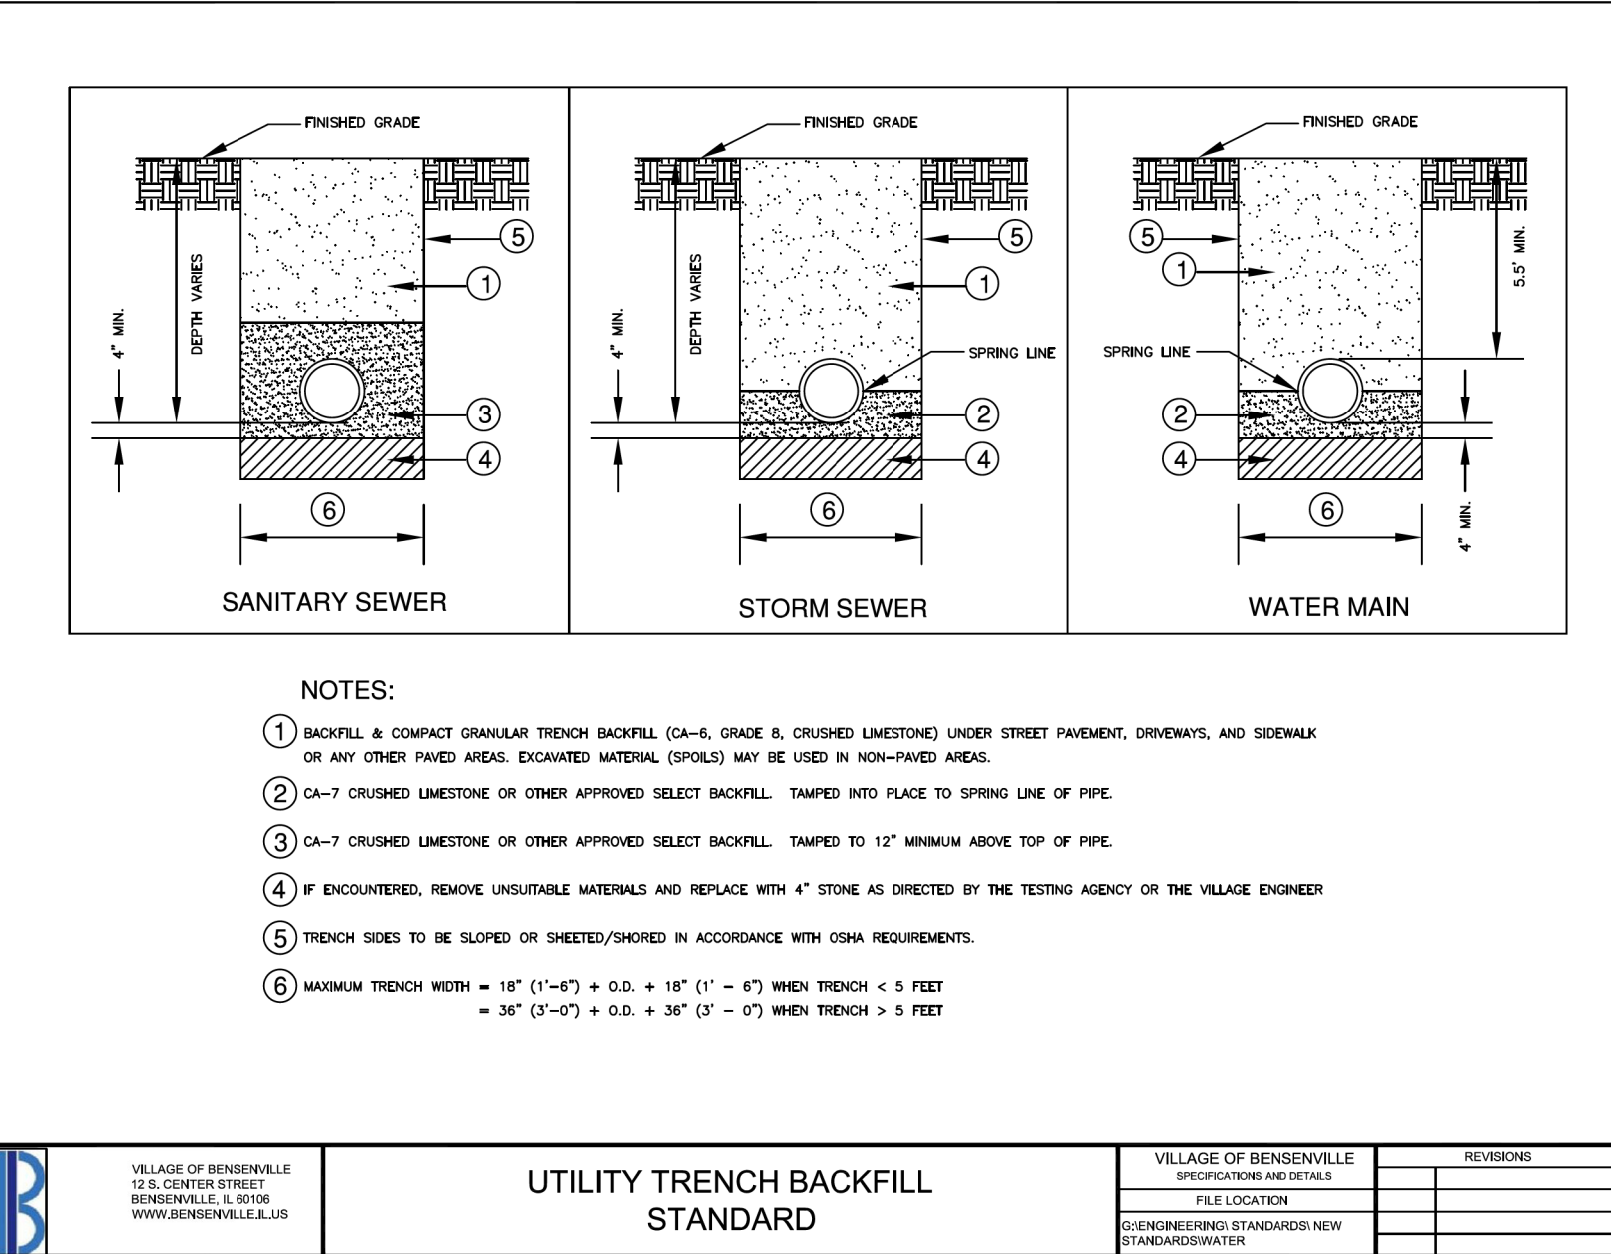 FINISHED GRADE
5
1
DEPTH VARIES
4" MIN.
3
4
6
SANITARY SEWER
FINISHED GRADE
5
1
DEPTH VARIES
4" MIN.
SPRING LINE
2
4
6
STORM SEWER
FINISHED GRADE
5
1
5.5' MIN.
SPRING LINE
2
4
6
4" MIN.
WATER MAIN
NOTES:
1 BACKFILL & COMPACT GRANULAR TRENCH BACKFILL (CA-6, GRADE 8, CRUSHED LIMESTONE) UNDER STREET PAVEMENT, DRIVEWAYS, AND SIDEWALK
OR ANY OTHER PAVED AREAS. EXCAVATED MATERIAL (SPOILS) MAY BE USED IN NON-PAVED AREAS.
2 CA-7 CRUSHED LIMESTONE OR OTHER APPROVED SELECT BACKFILL. TAMPED INTO PLACE TO SPRING LINE OF PIPE.
3 CA-7 CRUSHED LIMESTONE OR OTHER APPROVED SELECT BACKFILL. TAMPED TO 12" MINIMUM ABOVE TOP OF PIPE.
4 IF ENCOUNTERED, REMOVE UNSUITABLE MATERIALS AND REPLACE WITH 4" STONE AS DIRECTED BY THE TESTING AGENCY OR THE VILLAGE ENGINEER
5 TRENCH SIDES TO BE SLOPED OR SHEETED/SHORED IN ACCORDANCE WITH OSHA REQUIREMENTS.
6 MAXIMUM TRENCH WIDTH = 18" (1'-6") + O.D. + 18" (1' - 6") WHEN TRENCH < 5 FEET
= 36" (3'-0") + O.D. + 36" (3' - 0") WHEN TRENCH > 5 FEET
B
VILLAGE OF BENSENVILLE
12 S. CENTER STREET
BENSENVILLE, IL 60106
WWW.BENSENVILLE.IL.US
UTILITY TRENCH BACKFILL
STANDARD
VILLAGE OF BENSENVILLE
SPECIFICATIONS AND DETAILS
FILE LOCATION
G:\ENGINEERING\ STANDARDS\ NEW
STANDARDS\WATER
REVISIONS